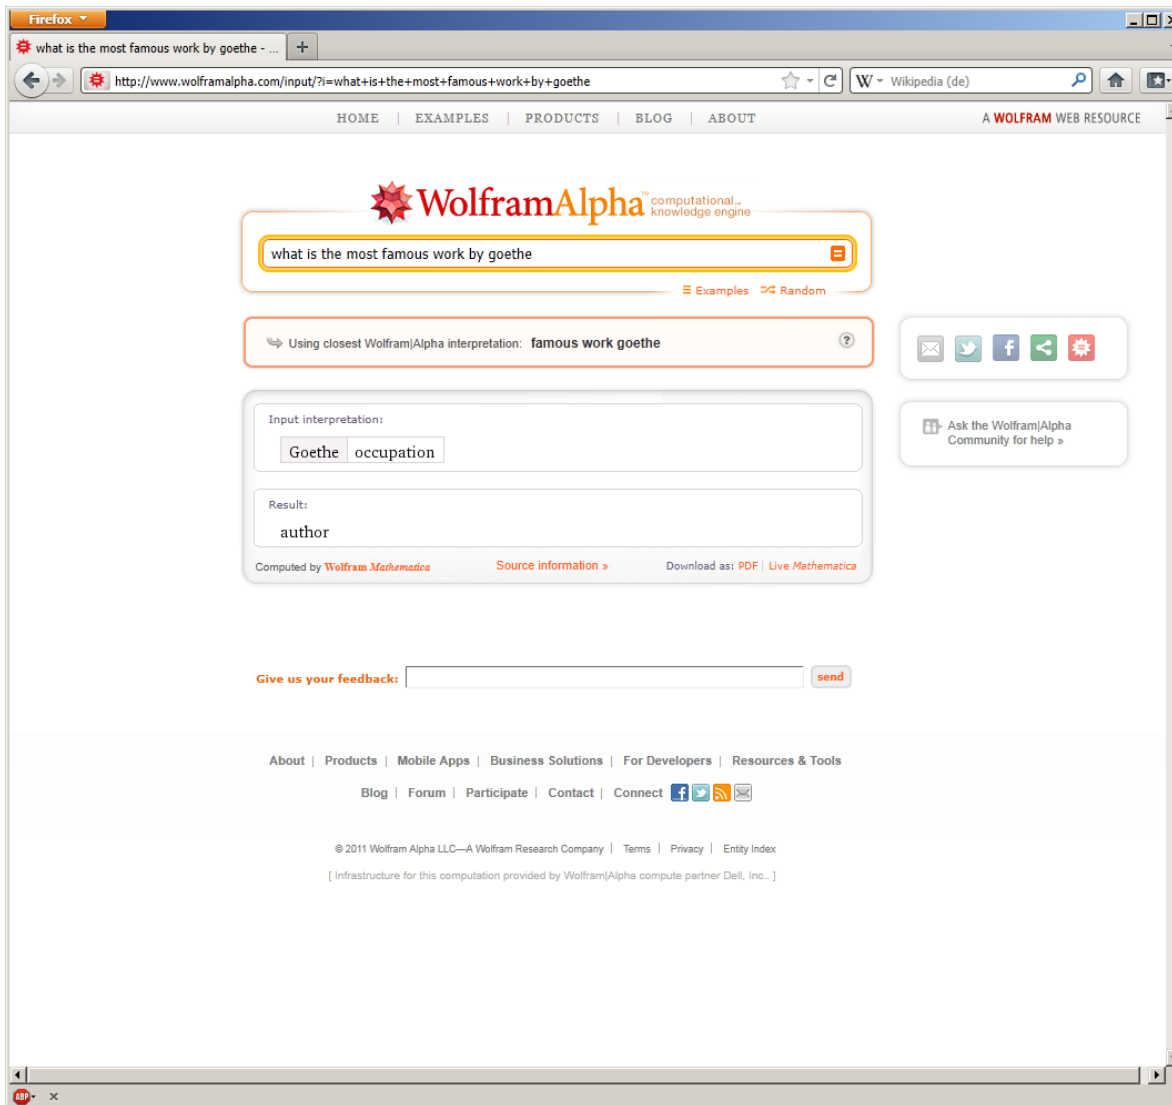 Firefox
what is the most famous work by goethe - ...
http://www.wolframalpha.com/input/?i=what+is+the+most+famous+work+by+goethe
W Wikipedia (de)
HOME | EXAMPLES | PRODUCTS | BLOG | ABOUT
A WOLFRAM WEB RESOURCE
WolframAlpha™ computational..
knowledge engine
what is the most famous work by goethe
Examples Random
Using closest Wolfram|Alpha interpretation: famous work goethe ?
Input interpretation:
Goethe occupation
Result:
author
Computed by Wolfram Mathematica Source information » Download as: PDF | Live Mathematica
Ask the Wolfram|Alpha
Community for help »
Give us your feedback: send
About | Products | Mobile Apps | Business Solutions | For Developers | Resources & Tools
Blog | Forum | Participate | Contact | Connect
© 2011 Wolfram Alpha LLC—A Wolfram Research Company | Terms | Privacy | Entity Index
[ Infrastructure for this computation provided by Wolfram|Alpha compute partner Dell, Inc.. ]
ABP x